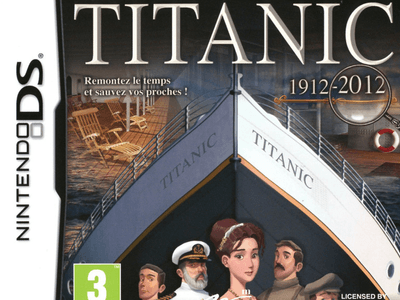 TITANIC
Remontez le temps
et sauvez vos proches !
1912-2012
NINTENDO DS
TITANIC
TITANIC
3
LICENSED BY